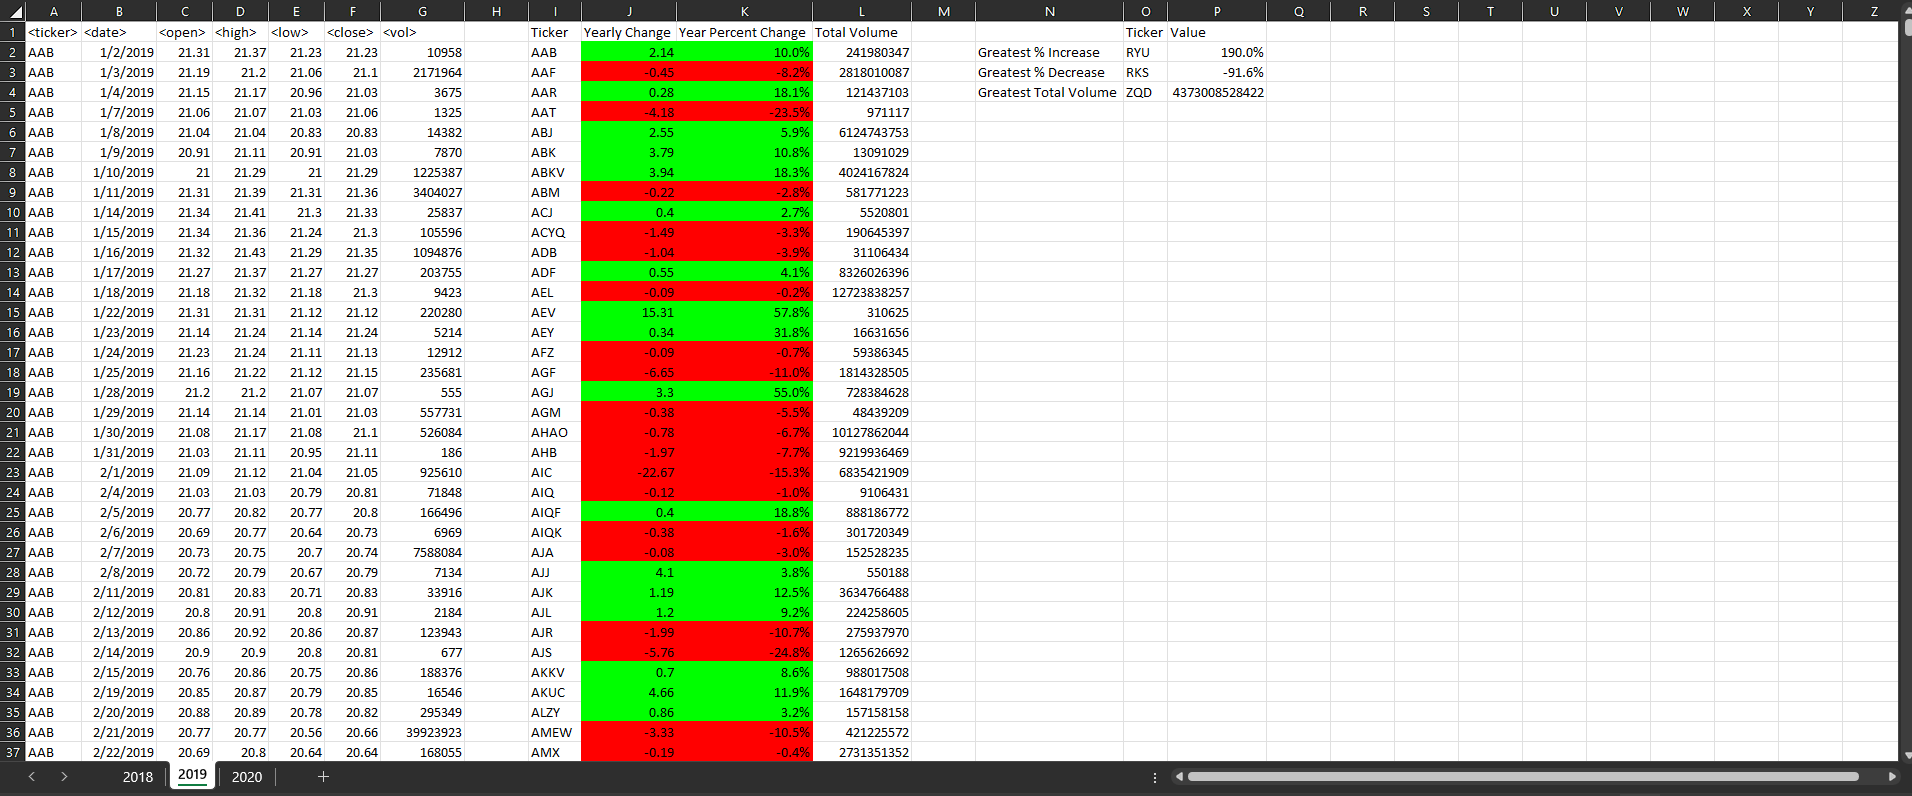 A B C D E F G H I J K L M N O P Q R S T U V W X Y Z
1 <ticker> <date> <open> <high> <low> <close> <vol> Ticker Yearly Change Year Percent Change Total Volume Ticker Value
2 AAB 1/2/2019 21.31 21.37 21.23 21.23 10958 AAB 2.14 10.0% 241980347 Greatest % Increase RYU 190.0%
3 AAB 1/3/2019 21.19 21.2 21.06 21.1 2171964 AAF -0.45 -8.2% 2818010087 Greatest % Decrease RKS -91.6%
4 AAB 1/4/2019 21.15 21.17 20.96 21.03 3675 AAR 0.28 18.1% 121437103 Greatest Total Volume ZQD 4373008528422
5 AAB 1/7/2019 21.06 21.07 21.03 21.06 1325 AAT -4.18 -23.5% 971117
6 AAB 1/8/2019 21.04 21.04 20.83 20.83 14382 ABJ 2.55 5.9% 6124743753
7 AAB 1/9/2019 20.91 21.11 20.91 21.03 7870 ABK 3.79 10.8% 13091029
8 AAB 1/10/2019 21 21.29 21 21.29 1225387 ABKV 3.94 18.3% 4024167824
9 AAB 1/11/2019 21.31 21.39 21.31 21.36 3404027 ABM -0.22 -2.8% 581771223
10 AAB 1/14/2019 21.34 21.41 21.3 21.33 25837 ACJ 0.4 2.7% 5520801
11 AAB 1/15/2019 21.34 21.36 21.24 21.3 105596 ACYQ -1.49 -3.3% 190645397
12 AAB 1/16/2019 21.32 21.43 21.29 21.35 1094876 ADB -1.04 -3.9% 31106434
13 AAB 1/17/2019 21.27 21.37 21.27 21.27 203755 ADF 0.55 4.1% 8326026396
14 AAB 1/18/2019 21.18 21.32 21.18 21.3 9423 AEL -0.09 -0.2% 12723838257
15 AAB 1/22/2019 21.31 21.31 21.12 21.12 220280 AEV 15.31 57.8% 310625
16 AAB 1/23/2019 21.14 21.24 21.14 21.24 5214 AEY 0.34 31.8% 16631656
17 AAB 1/24/2019 21.23 21.24 21.11 21.13 12912 AFZ -0.09 -0.7% 59386345
18 AAB 1/25/2019 21.16 21.22 21.12 21.15 235681 AGF -6.65 -11.0% 1814328505
19 AAB 1/28/2019 21.2 21.2 21.07 21.07 555 AGJ 3.3 55.0% 728384628
20 AAB 1/29/2019 21.14 21.14 21.01 21.03 557731 AGM -0.38 -5.5% 48439209
21 AAB 1/30/2019 21.08 21.17 21.08 21.1 526084 AHAO -0.78 -6.7% 10127862044
22 AAB 1/31/2019 21.03 21.11 20.95 21.11 186 AHB -1.97 -7.7% 9219936469
23 AAB 2/1/2019 21.09 21.12 21.04 21.05 925610 AIC -22.67 -15.3% 6835421909
24 AAB 2/4/2019 21.03 21.03 20.79 20.81 71848 AIQ -0.12 -1.0% 9106431
25 AAB 2/5/2019 20.77 20.82 20.77 20.8 166496 AIQF 0.4 18.8% 888186772
26 AAB 2/6/2019 20.69 20.77 20.64 20.73 6969 AIQK -0.38 -1.6% 301720349
27 AAB 2/7/2019 20.73 20.75 20.7 20.74 7588084 AJA -0.08 -3.0% 152528235
28 AAB 2/8/2019 20.72 20.79 20.67 20.79 7134 AJJ 4.1 3.8% 550188
29 AAB 2/11/2019 20.81 20.83 20.71 20.83 33916 AJK 1.19 12.5% 3634766488
30 AAB 2/12/2019 20.8 20.91 20.8 20.91 2184 AJL 1.2 9.2% 224258605
31 AAB 2/13/2019 20.86 20.92 20.86 20.87 123943 AJR -1.99 -10.7% 275937970
32 AAB 2/14/2019 20.9 20.9 20.8 20.81 677 AJS -5.76 -24.8% 1265626692
33 AAB 2/15/2019 20.76 20.86 20.75 20.86 188376 AKKV 0.7 8.6% 988017508
34 AAB 2/19/2019 20.85 20.87 20.79 20.85 16546 AKUC 4.66 11.9% 1648179709
35 AAB 2/20/2019 20.88 20.89 20.78 20.82 295349 ALZY 0.86 3.2% 157158158
36 AAB 2/21/2019 20.77 20.77 20.56 20.66 39923923 AMEW -3.33 -10.5% 421225572
37 AAB 2/22/2019 20.69 20.8 20.64 20.64 168055 AMX -0.19 -0.4% 2731351352
2018 2019 2020